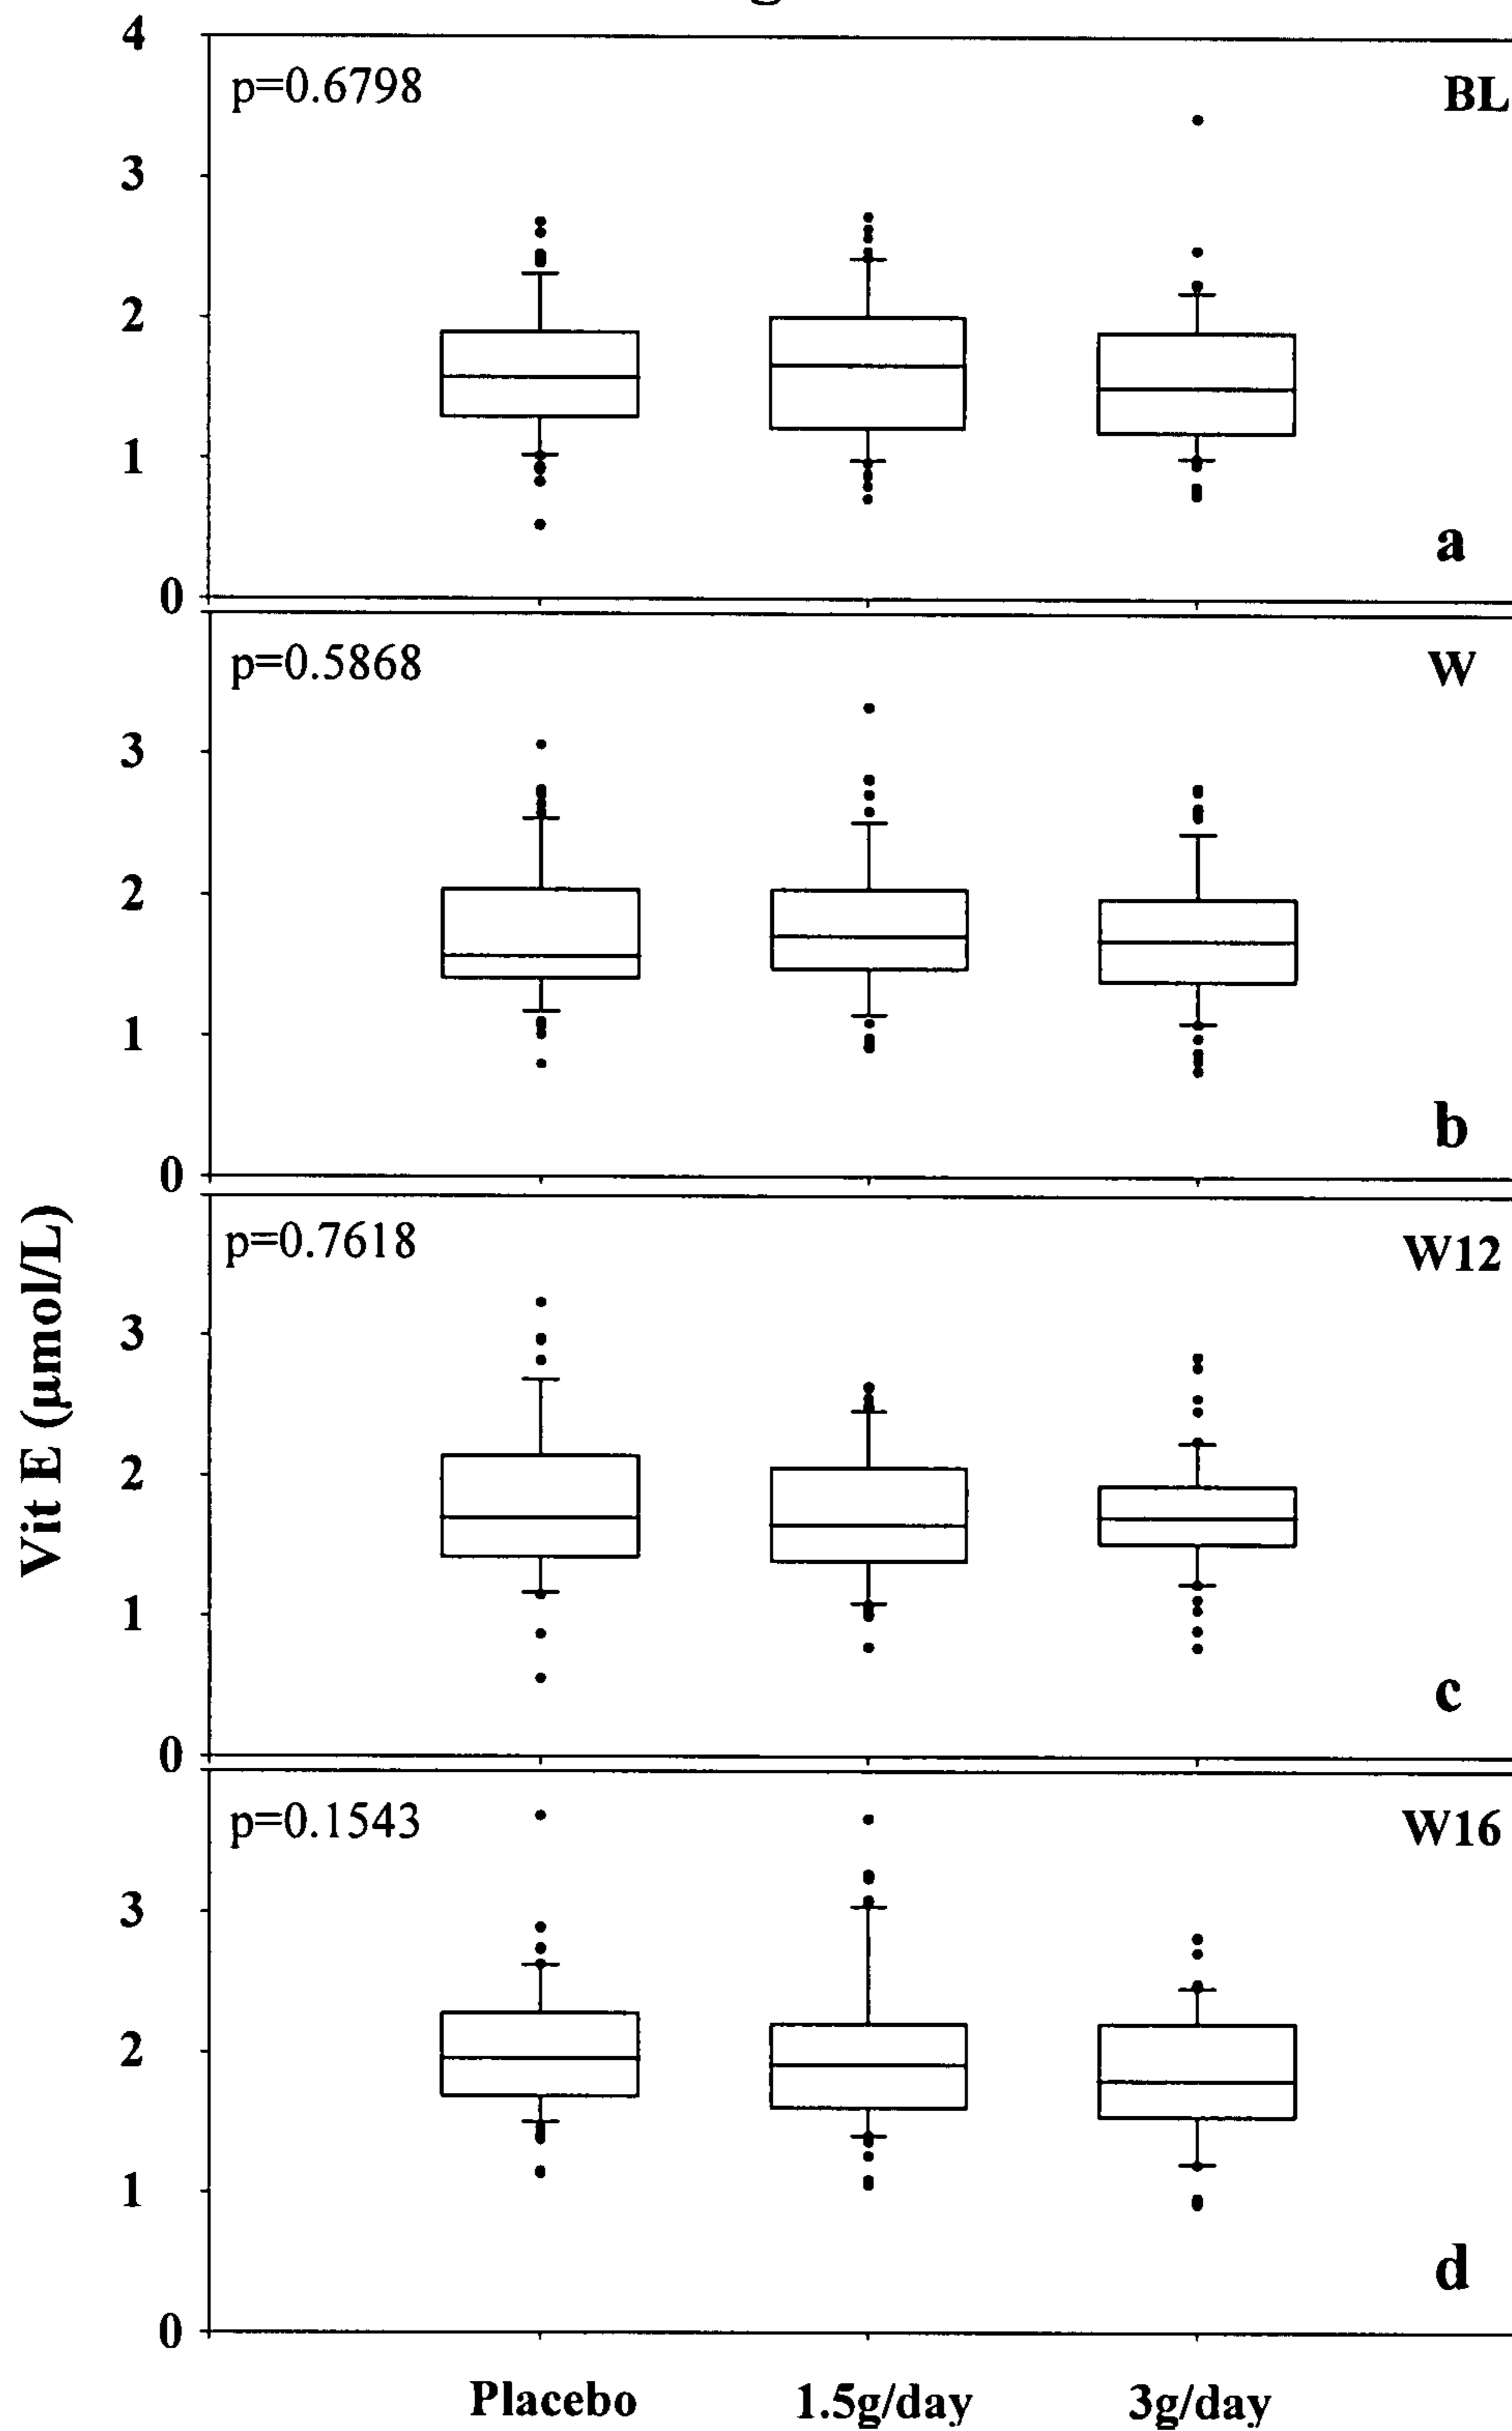 4
p=0.6798
BL
3
2
1
a
0
p=0.5868
W
3
2
1
b
0
p=0.7618
W12
3
2
1
c
0
p=0.1543
W16
3
2
1
d
0
Vit E (µmol/L)
Placebo 1.5g/day 3g/day